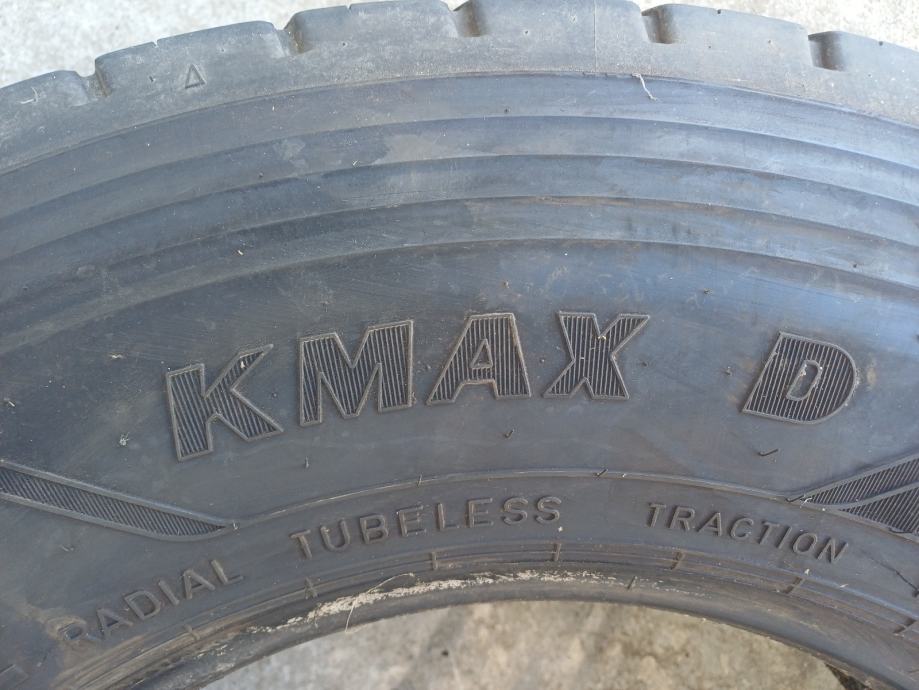 KMAX D
RADIAL TUBELESS TRACTION